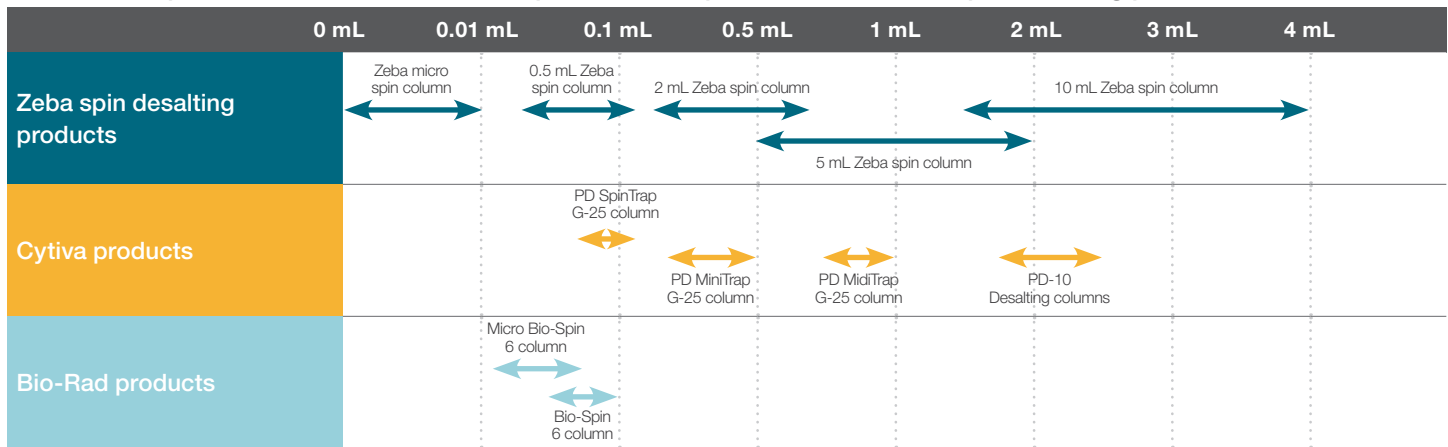 0 mL 0.01 mL 0.1 mL 0.5 mL 1 mL 2 mL 3 mL 4 mL
Zeba spin desalting
products
Zeba micro
spin column
0.5 mL Zeba
spin column
2 mL Zeba spin column
10 mL Zeba spin column
5 mL Zeba spin column
Cytiva products
PD SpinTrap
G-25 column
PD MiniTrap
G-25 column
PD MidiTrap
G-25 column
PD-10
Desalting columns
Bio-Rad products
Micro Bio-Spin
6 column
Bio-Spin
6 column